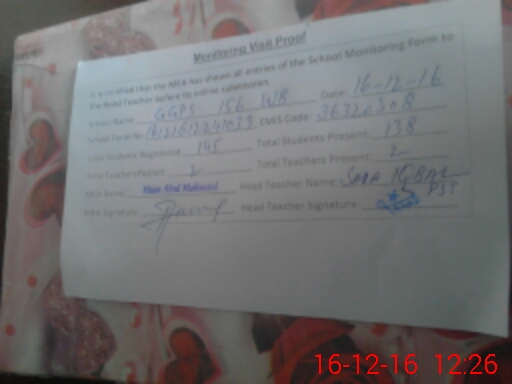 Monitoring Visit Proof
It is certified that the MEA has shown all entries of the School Monitoring Form to
the Head Teacher before its online submission.
School Name: GGPS 156 WB Date: 16-12-16
School Form No: EMIS Code: 36320308
Total Students Registered: 145 Total Students Present: 138
Total Teachers Posted: 2 Total Teachers Present: 2
MEA Name: Head Teacher Name: IQBAL
PST
MEA Signature: Head Teacher Signature:
16-12-16 12:26